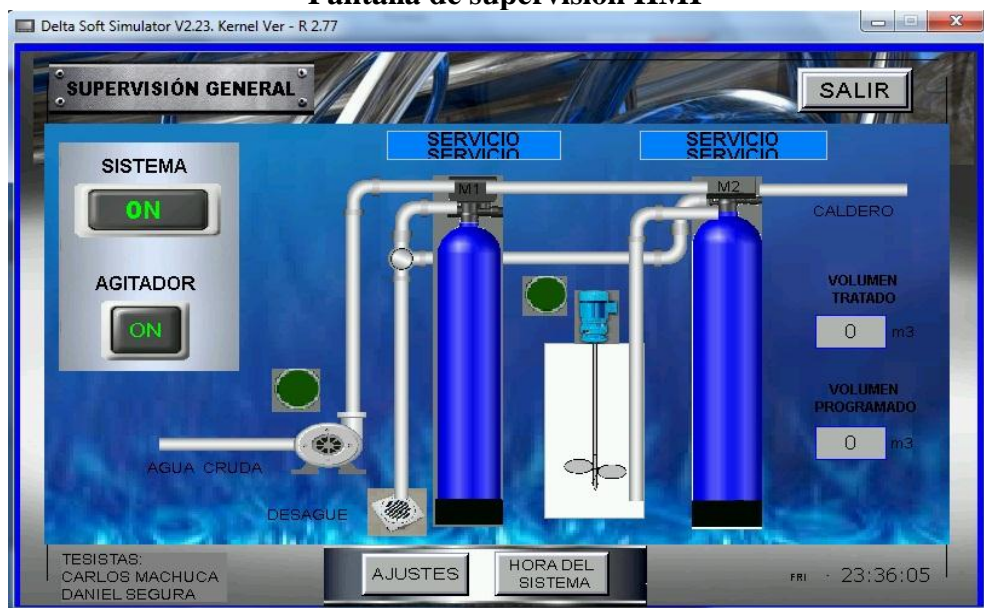 Pantalla de supervisión HMI
Delta Soft Simulator V2.23. Kernel Ver - R 2.77
SUPERVISIÓN GENERAL
SALIR
SERVICIO
SERVICIO
SERVICIO
SERVICIO
SISTEMA
ON
M1
M2
CALDERO
AGITADOR
ON
VOLUMEN
TRATADO
0 m3
VOLUMEN
PROGRAMADO
0 m3
AGUA CRUDA
DESAGUE
TESISTAS:
CARLOS MACHUCA
DANIEL SEGURA
AJUSTES
HORA DEL
SISTEMA
FRI - 23:36:05